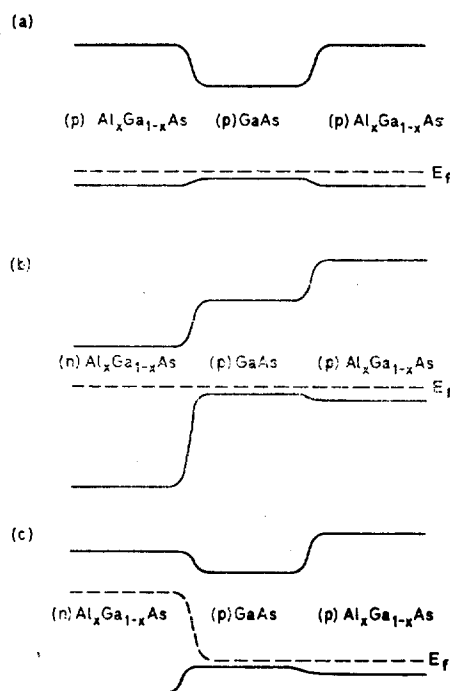 (a)
(p) AlxGa1-xAs (p)GaAs (p) AlxGa1-xAs
Ef
(b)
(n) AlxGa1-xAs (p)GaAs (p) AlxGa1-xAs
Ef
(c)
(n) AlxGa1-xAs (p)GaAs (p) AlxGa1-xAs
Ef